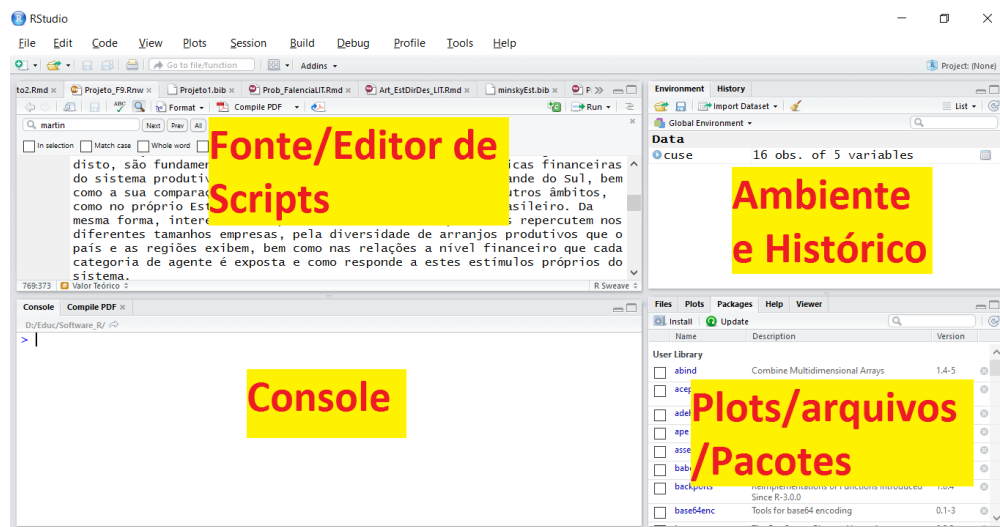 RStudio
File Edit Code View Plots Session Build Debug Profile Tools Help
Go to file/function Addins Project: (None)
to2.Rmd Projeto_F9.Rnw Projeto1.bib Prob_FalenciaLIT.Rmd Art_EstDirDes_LIT.Rmd minskyEst.bib
Format Compile PDF Run
martin Next Prev All
In selection Match case Whole word
Fonte/Editor de
Scripts
disto, são icas financeiras
do sistema nde do Sul, bem
como a sua utros âmbitos,
como no próprio asileiro. Da
mesma forma, repercutem nos
diferentes tamanhos empresas, pela diversidade de arranjos produtivos que o
país e as regiões exibem, bem como nas relações a nível financeiro que cada
categoria de agente é exposta e como responde a estes estímulos próprios do
sistema.
769:373 Valor Teórico R Sweave
Console Compile PDF
D:/Educ/Software_R/
>
Console
Environment History
Import Dataset List
Global Environment
Data
cuse 16 obs. of 5 variables
Ambiente
e Histórico
Files Plots Packages Help Viewer
Install Update
Name Description Version
User Library
abind Combine Multidimensional Arrays 1.4-5
Plots/arquivos
/Pacotes
ape
backports Reimplementations of Functions Introduced
Since R-3.0.0
base64enc Tools for base64 encoding 0.1-3